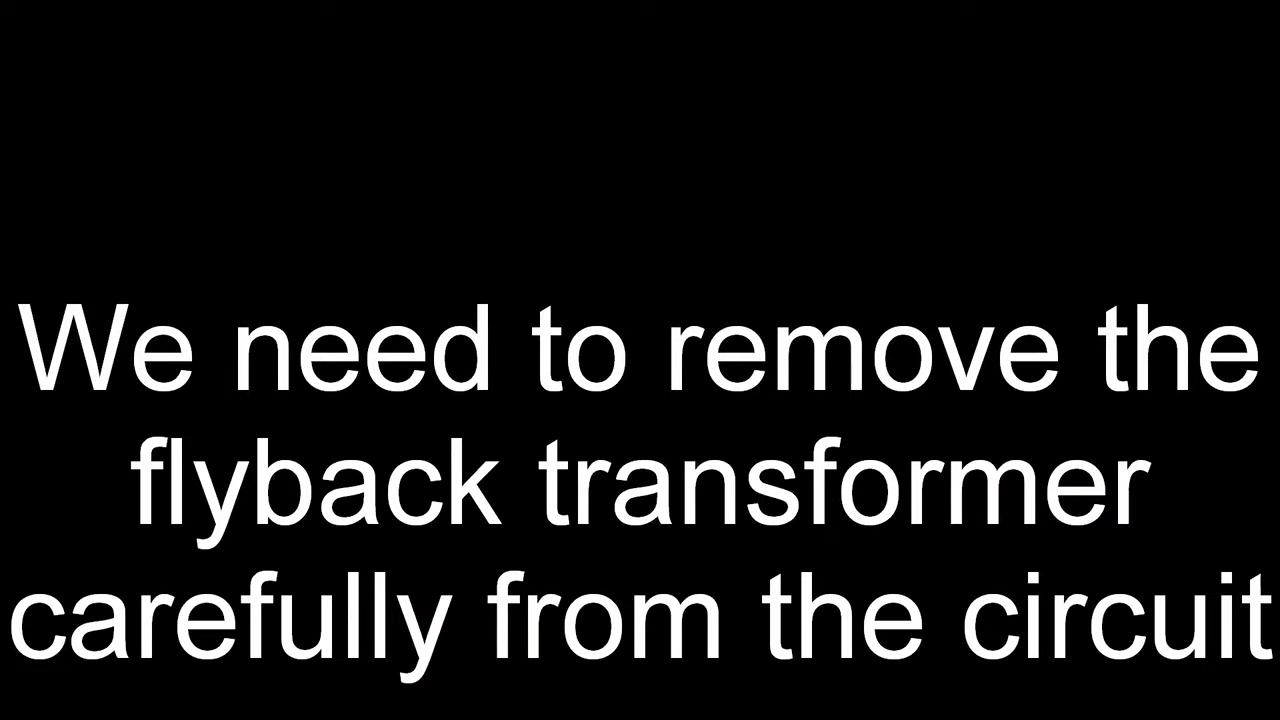 We need to remove the
flyback transformer
carefully from the circuit